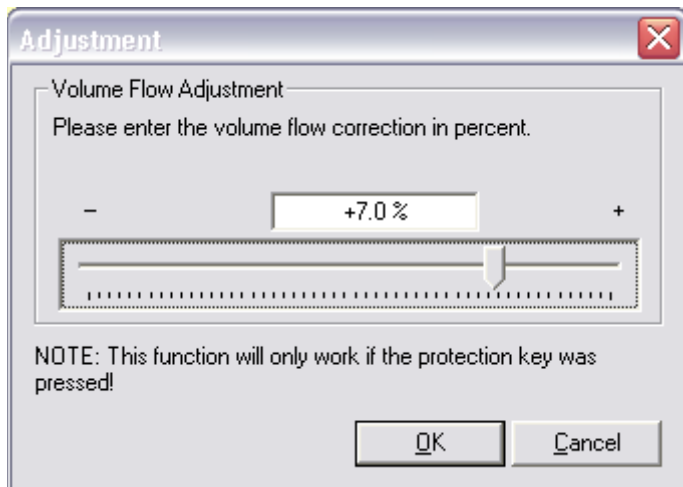 Adjustment
Volume Flow Adjustment
Please enter the volume flow correction in percent.
– +7.0 % +
NOTE: This function will only work if the protection key was
pressed!
OK Cancel